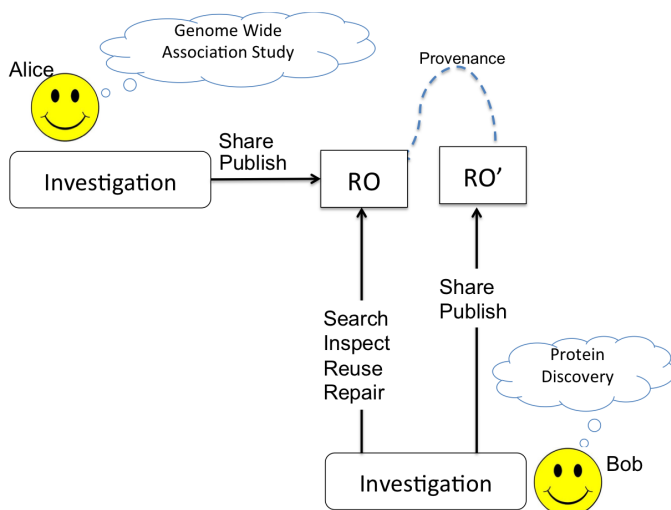 Genome Wide
Association Study
Alice
Provenance
Share
Publish
Investigation
RO
RO’
Share
Publish
Search
Inspect
Reuse
Repair
Protein
Discovery
Bob
Investigation